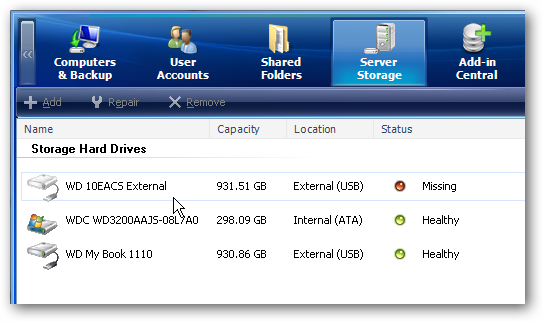 Computers & Backup
User Accounts
Shared Folders
Server Storage
Add-in Central
Add Repair Remove
Name Capacity Location Status
Storage Hard Drives
WD 10EACS External 931.51 GB External (USB) Missing
WDC WD3200AAJS-08L7A0 298.09 GB Internal (ATA) Healthy
WD My Book 1110 930.86 GB External (USB) Healthy